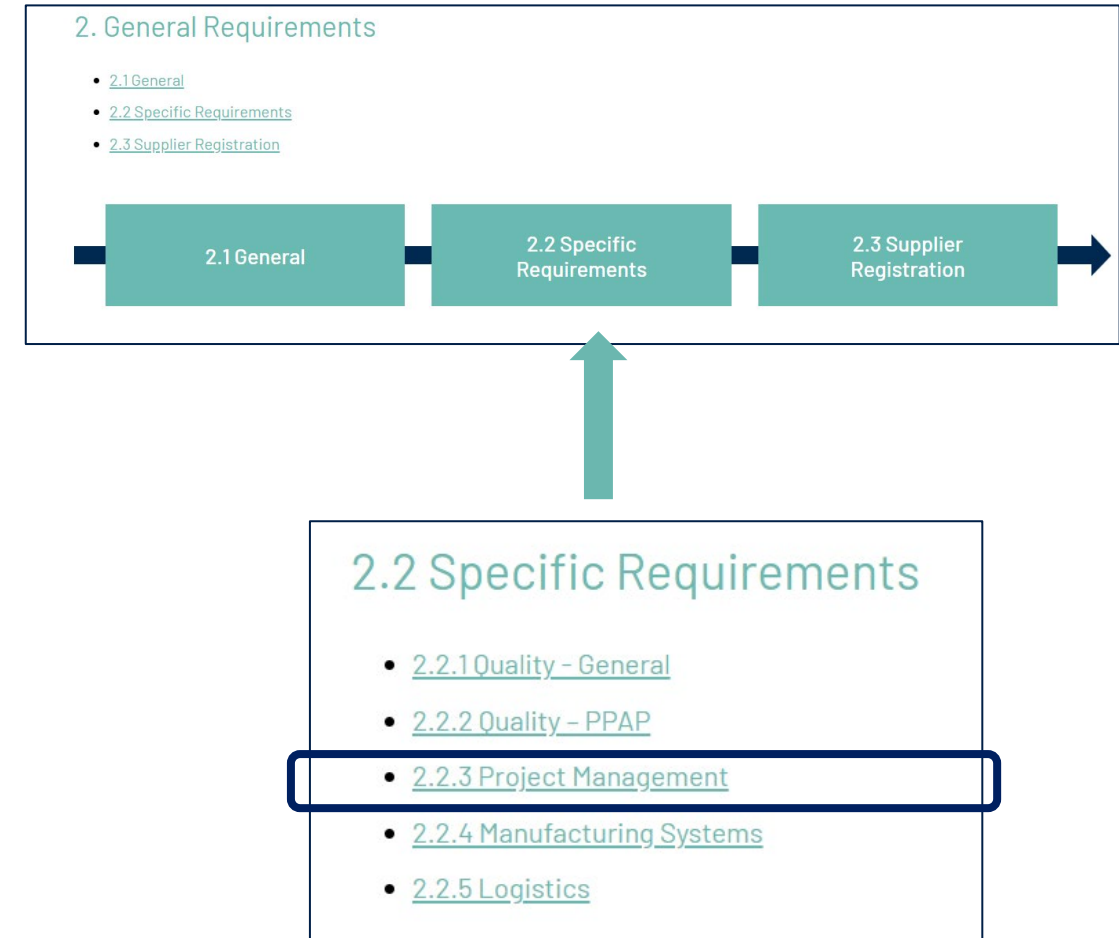 2. General Requirements
2.1 General
2.2 Specific Requirements
2.3 Supplier Registration
2.1 General
2.2 Specific
Requirements
2.3 Supplier
Registration
2.2 Specific Requirements
2.2.1 Quality - General
2.2.2 Quality – PPAP
2.2.3 Project Management
2.2.4 Manufacturing Systems
2.2.5 Logistics